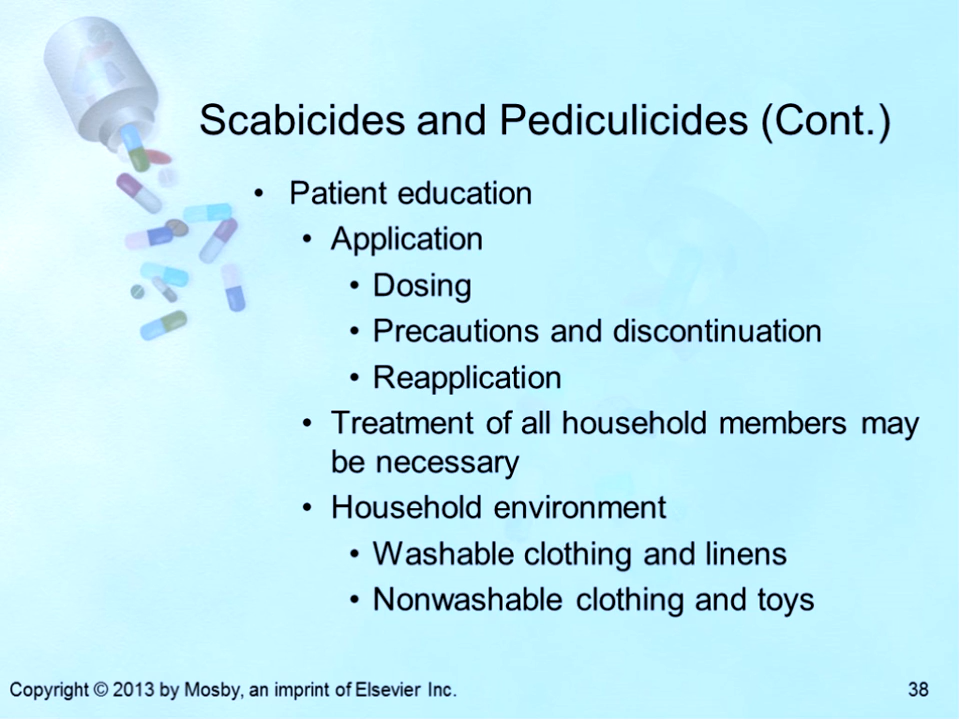 Scabicides and Pediculicides (Cont.)
• Patient education
• Application
• Dosing
• Precautions and discontinuation
• Reapplication
• Treatment of all household members may
be necessary
• Household environment
• Washable clothing and linens
• Nonwashable clothing and toys
Copyright © 2013 by Mosby, an imprint of Elsevier Inc.
38